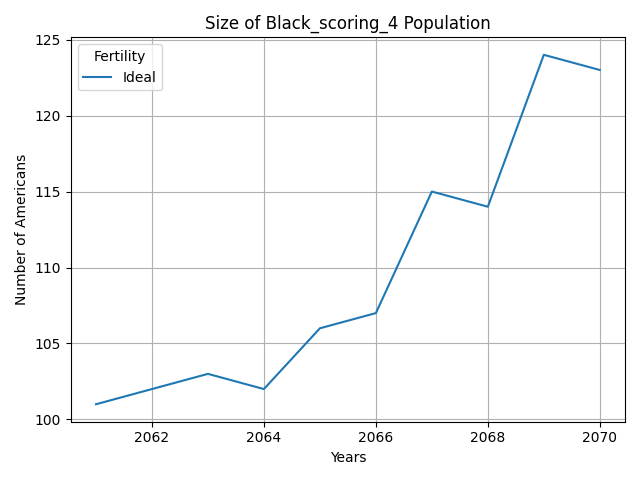 Size of Black_scoring_4 Population
Fertility
Ideal
Number of Americans
125
120
115
110
105
100
2062
2064
2066
2068
2070
Years